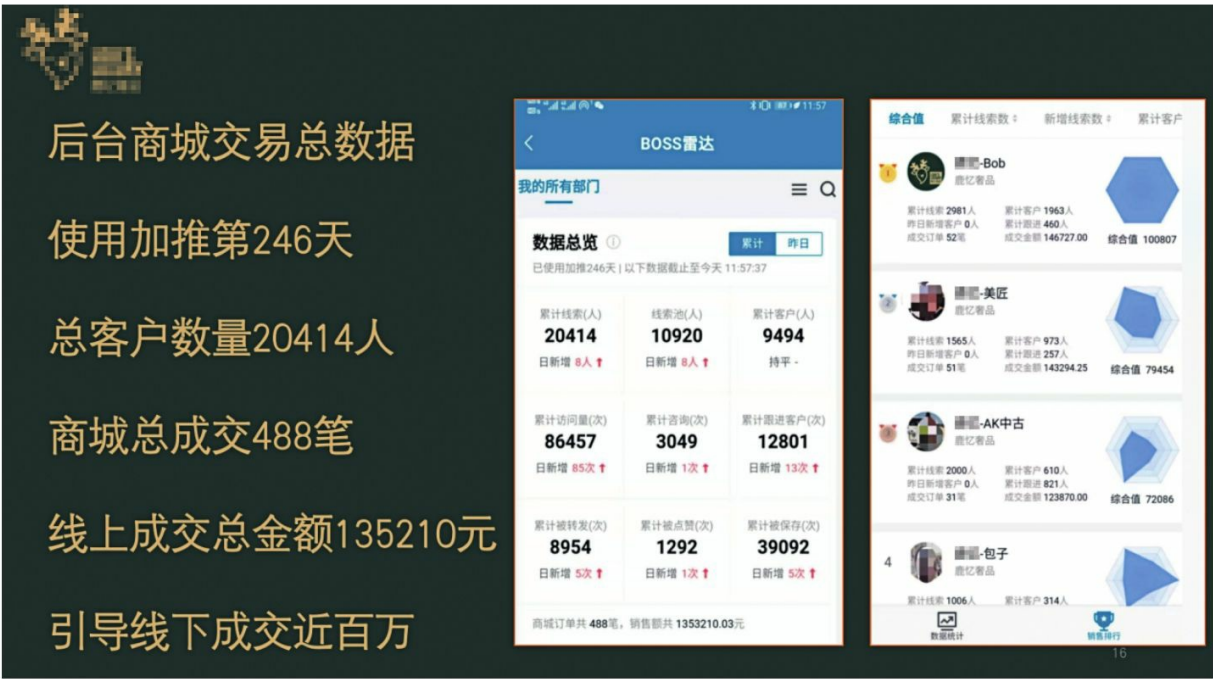 后台商城交易总数据
使用加推第246天
总客户数量20414人
商城总成交488笔
线上成交总金额135210元
引导线下成交近百万
11:57
BOSS雷达
我的所有部门
数据总览
累计 昨日
已使用加推246天 | 以下数据截止至今天 11:57:37
累计线索(人) 线索池(人) 累计客户(人)
20414 10920 9494
日新增 8人 日新增 8人 持平 -
累计访问量(次) 累计咨询(次) 累计跟进客户(次)
86457 3049 12801
日新增 85次 日新增 1次 日新增 13次
累计被转发(次) 累计被点赞(次) 累计被保存(次)
8954 1292 39092
日新增 5次 日新增 1次 日新增 5次
商城订单共 488笔，销售额共 1353210.03元
综合值 累计线索数 新增线索数 累计客户
1
-Bob
鹿忆奢品
累计线索 2981人 累计客户 1963人
昨日新增客户 0人 累计跟进 460人
成交订单 52笔 成交金额 146727.00
综合值 100807
2
-美匠
鹿忆奢品
累计线索 1565人 累计客户 973人
昨日新增客户 0人 累计跟进 257人
成交订单 51笔 成交金额 143294.25
综合值 79454
3
-AK中古
鹿忆奢品
累计线索 2000人 累计客户 610人
昨日新增客户 0人 累计跟进 821人
成交订单 31笔 成交金额 123870.00
综合值 72086
4
-包子
鹿忆奢品
累计线索 1006人 累计客户 314人
数据统计 销售排行
16